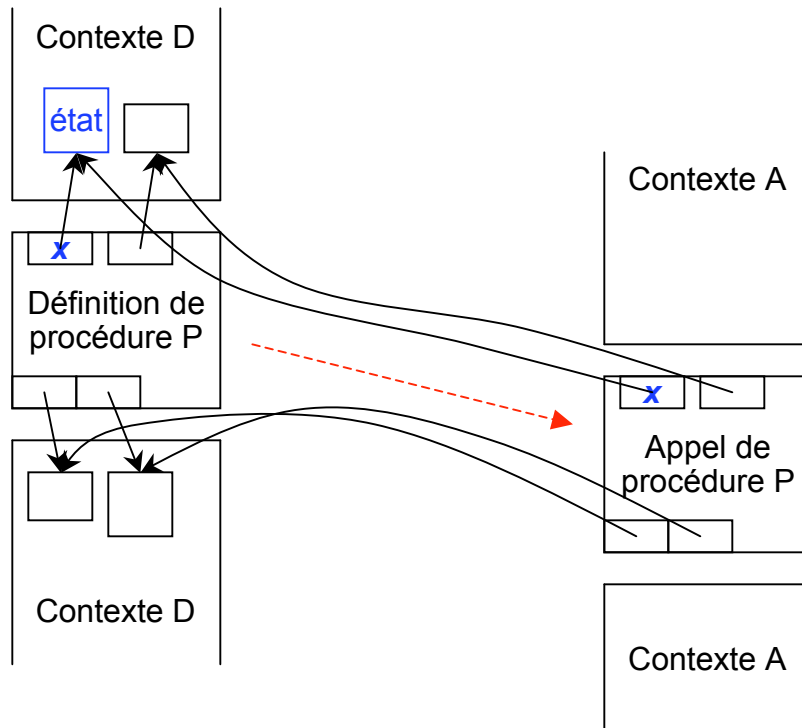 Contexte D
état
x
Définition de
procédure P
Contexte D
Contexte A
x
Appel de
procédure P
Contexte A